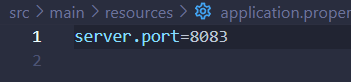 src > main > resources > application.proper
1 server.port=8083
2